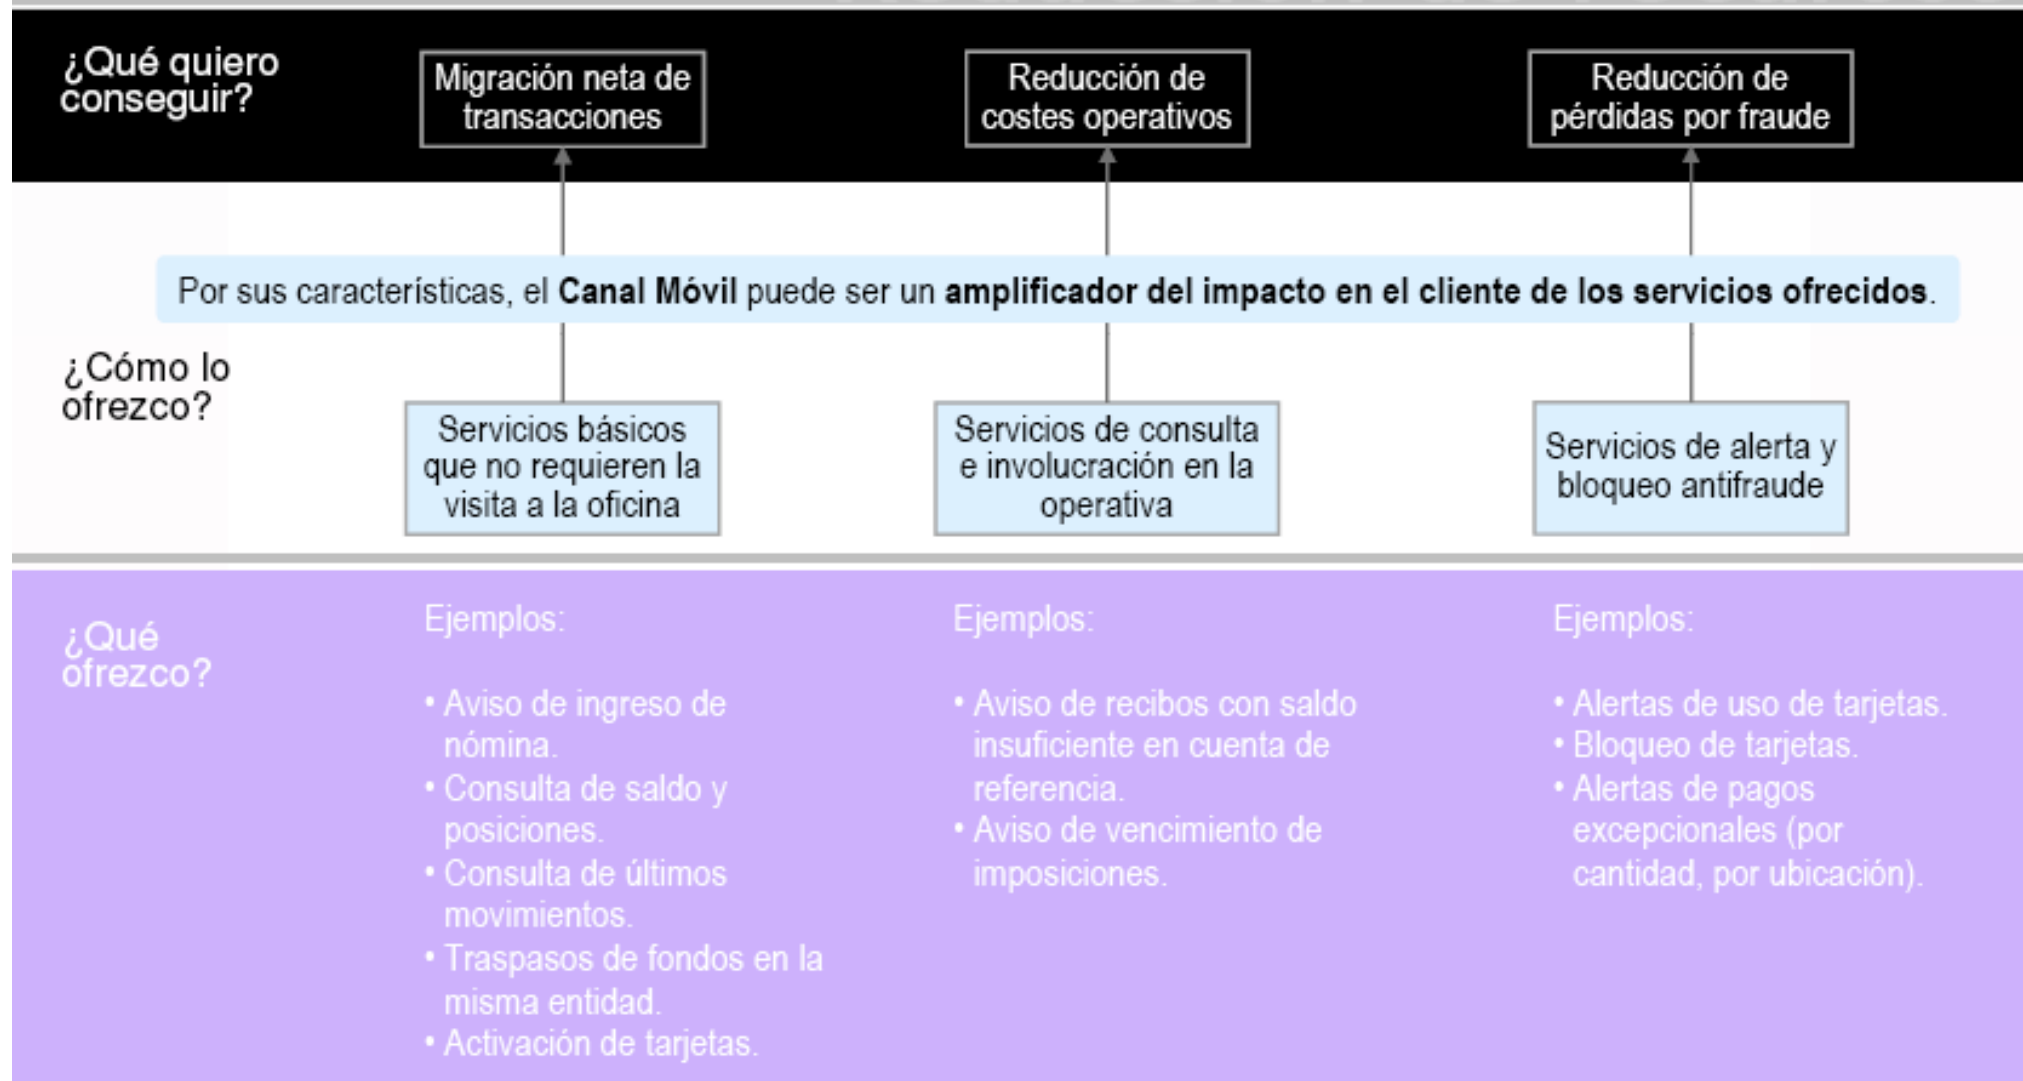 ¿Qué quiero
conseguir?
Migración neta de
transacciones
Reducción de
costes operativos
Reducción de
pérdidas por fraude
Por sus características, el Canal Móvil puede ser un amplificador del impacto en el cliente de los servicios ofrecidos.
¿Cómo lo
ofrezco?
Servicios básicos
que no requieren la
visita a la oficina
Servicios de consulta
e involucración en la
operativa
Servicios de alerta y
bloqueo antifraude
¿Qué
ofrezco?
Ejemplos:
• Aviso de ingreso de
nómina.
• Consulta de saldo y
posiciones.
• Consulta de últimos
movimientos.
• Traspasos de fondos en la
misma entidad.
• Activación de tarjetas.
Ejemplos:
• Aviso de recibos con saldo
insuficiente en cuenta de
referencia.
• Aviso de vencimiento de
imposiciones.
Ejemplos:
• Alertas de uso de tarjetas.
• Bloqueo de tarjetas.
• Alertas de pagos
excepcionales (por
cantidad, por ubicación).